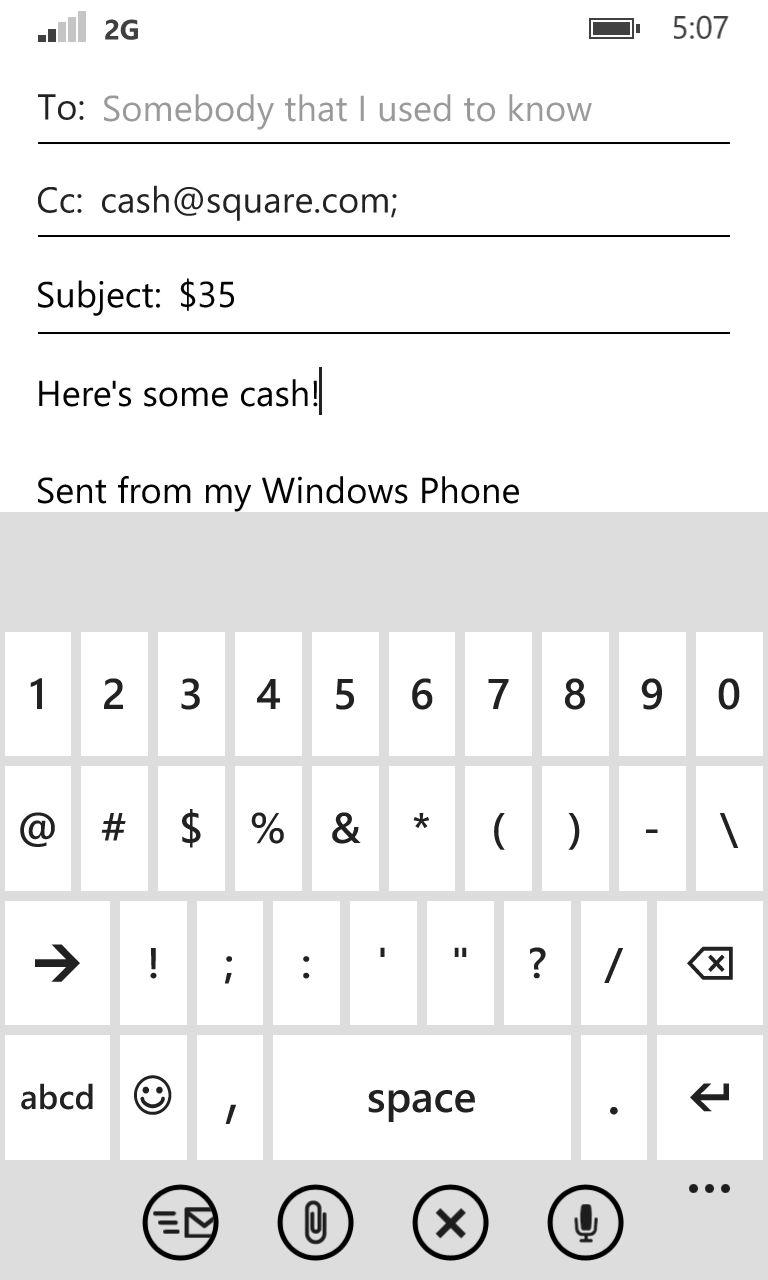 2G 5:07
To: Somebody that I used to know
Cc: cash@square.com;
Subject: $35
Here's some cash!
Sent from my Windows Phone
1 2 3 4 5 6 7 8 9 0
@ # $ % & * ( ) - \
! ; : ' " ? /
abcd , space .